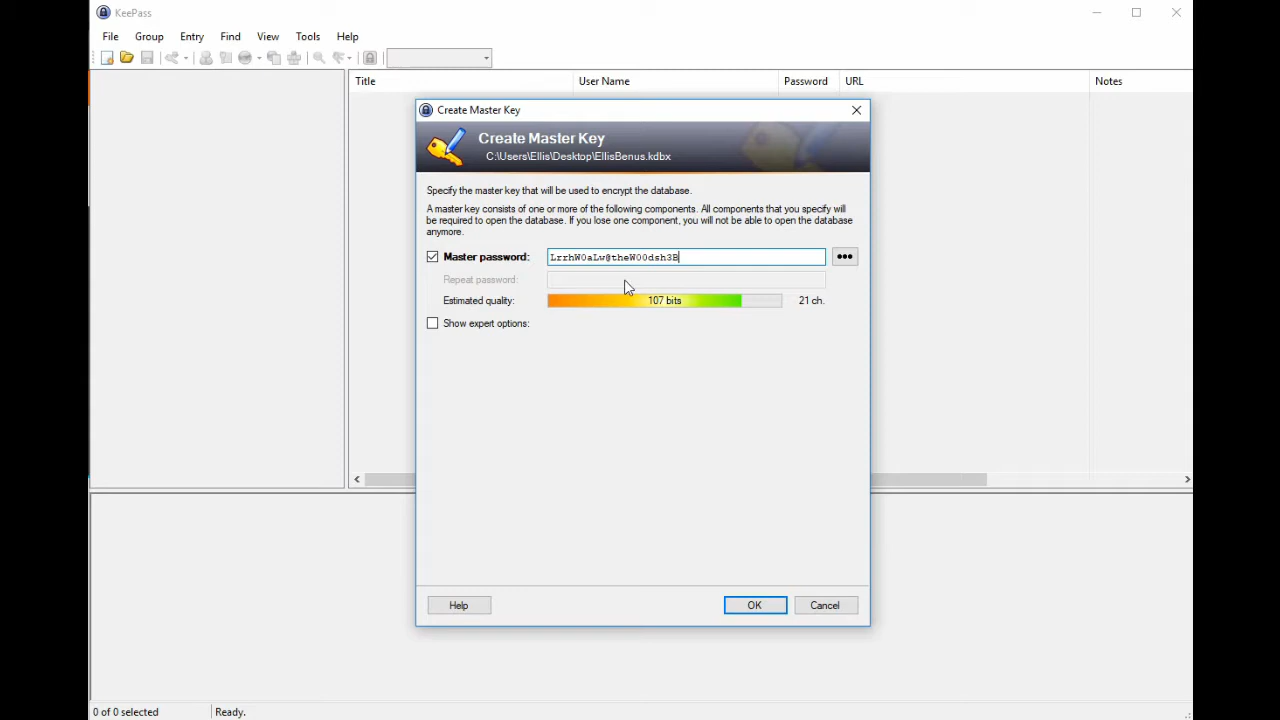 KeePass
File Group Entry Find View Tools Help
Title User Name Password URL Notes
Create Master Key
Create Master Key
C:\Users\Ellis\Desktop\EllisBenus.kdbx
Specify the master key that will be used to encrypt the database.
A master key consists of one or more of the following components. All components that you specify will
be required to open the database. If you lose one component, you will not be able to open the database
anymore.
Master password: LrrhW0aLw@theW00dsh3B
Repeat password:
Estimated quality: 107 bits 21 ch.
Show expert options:
Help OK Cancel
0 of 0 selected Ready.